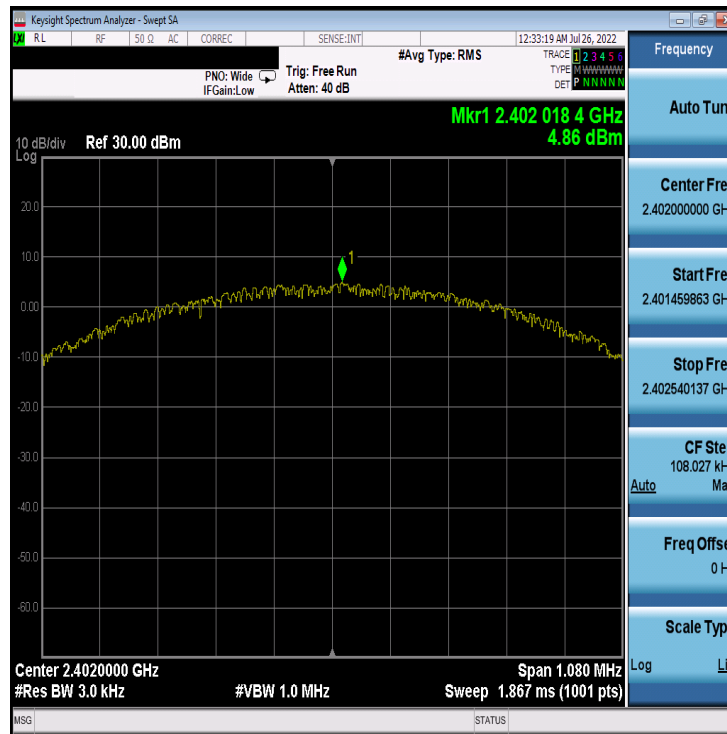 Keysight Spectrum Analyzer - Swept SA
LXI RL RF 50 Ω AC CORREC SENSE:INT 12:33:19 AM Jul 26, 2022
#Avg Type: RMS
TRACE 1 2 3 4 5 6
PNO: Wide Trig: Free Run
TYPE M W W W W W
IFGain:Low Atten: 40 dB
DET P N N N N N
Frequency
Mkr1 2.402 018 4 GHz
4.86 dBm
10 dB/div Ref 30.00 dBm
Log
20.0
10.0
0.00
-10.0
-20.0
-30.0
-40.0
-50.0
-60.0
1
Center 2.4020000 GHz Span 1.080 MHz
#Res BW 3.0 kHz #VBW 1.0 MHz Sweep 1.867 ms (1001 pts)
MSG STATUS
Auto Tun
Center Fre
2.402000000 GH
Start Fre
2.401459863 GH
Stop Fre
2.402540137 GH
CF Ste
108.027 kH
Auto Ma
Freq Offse
0 H
Scale Typ
Log Li